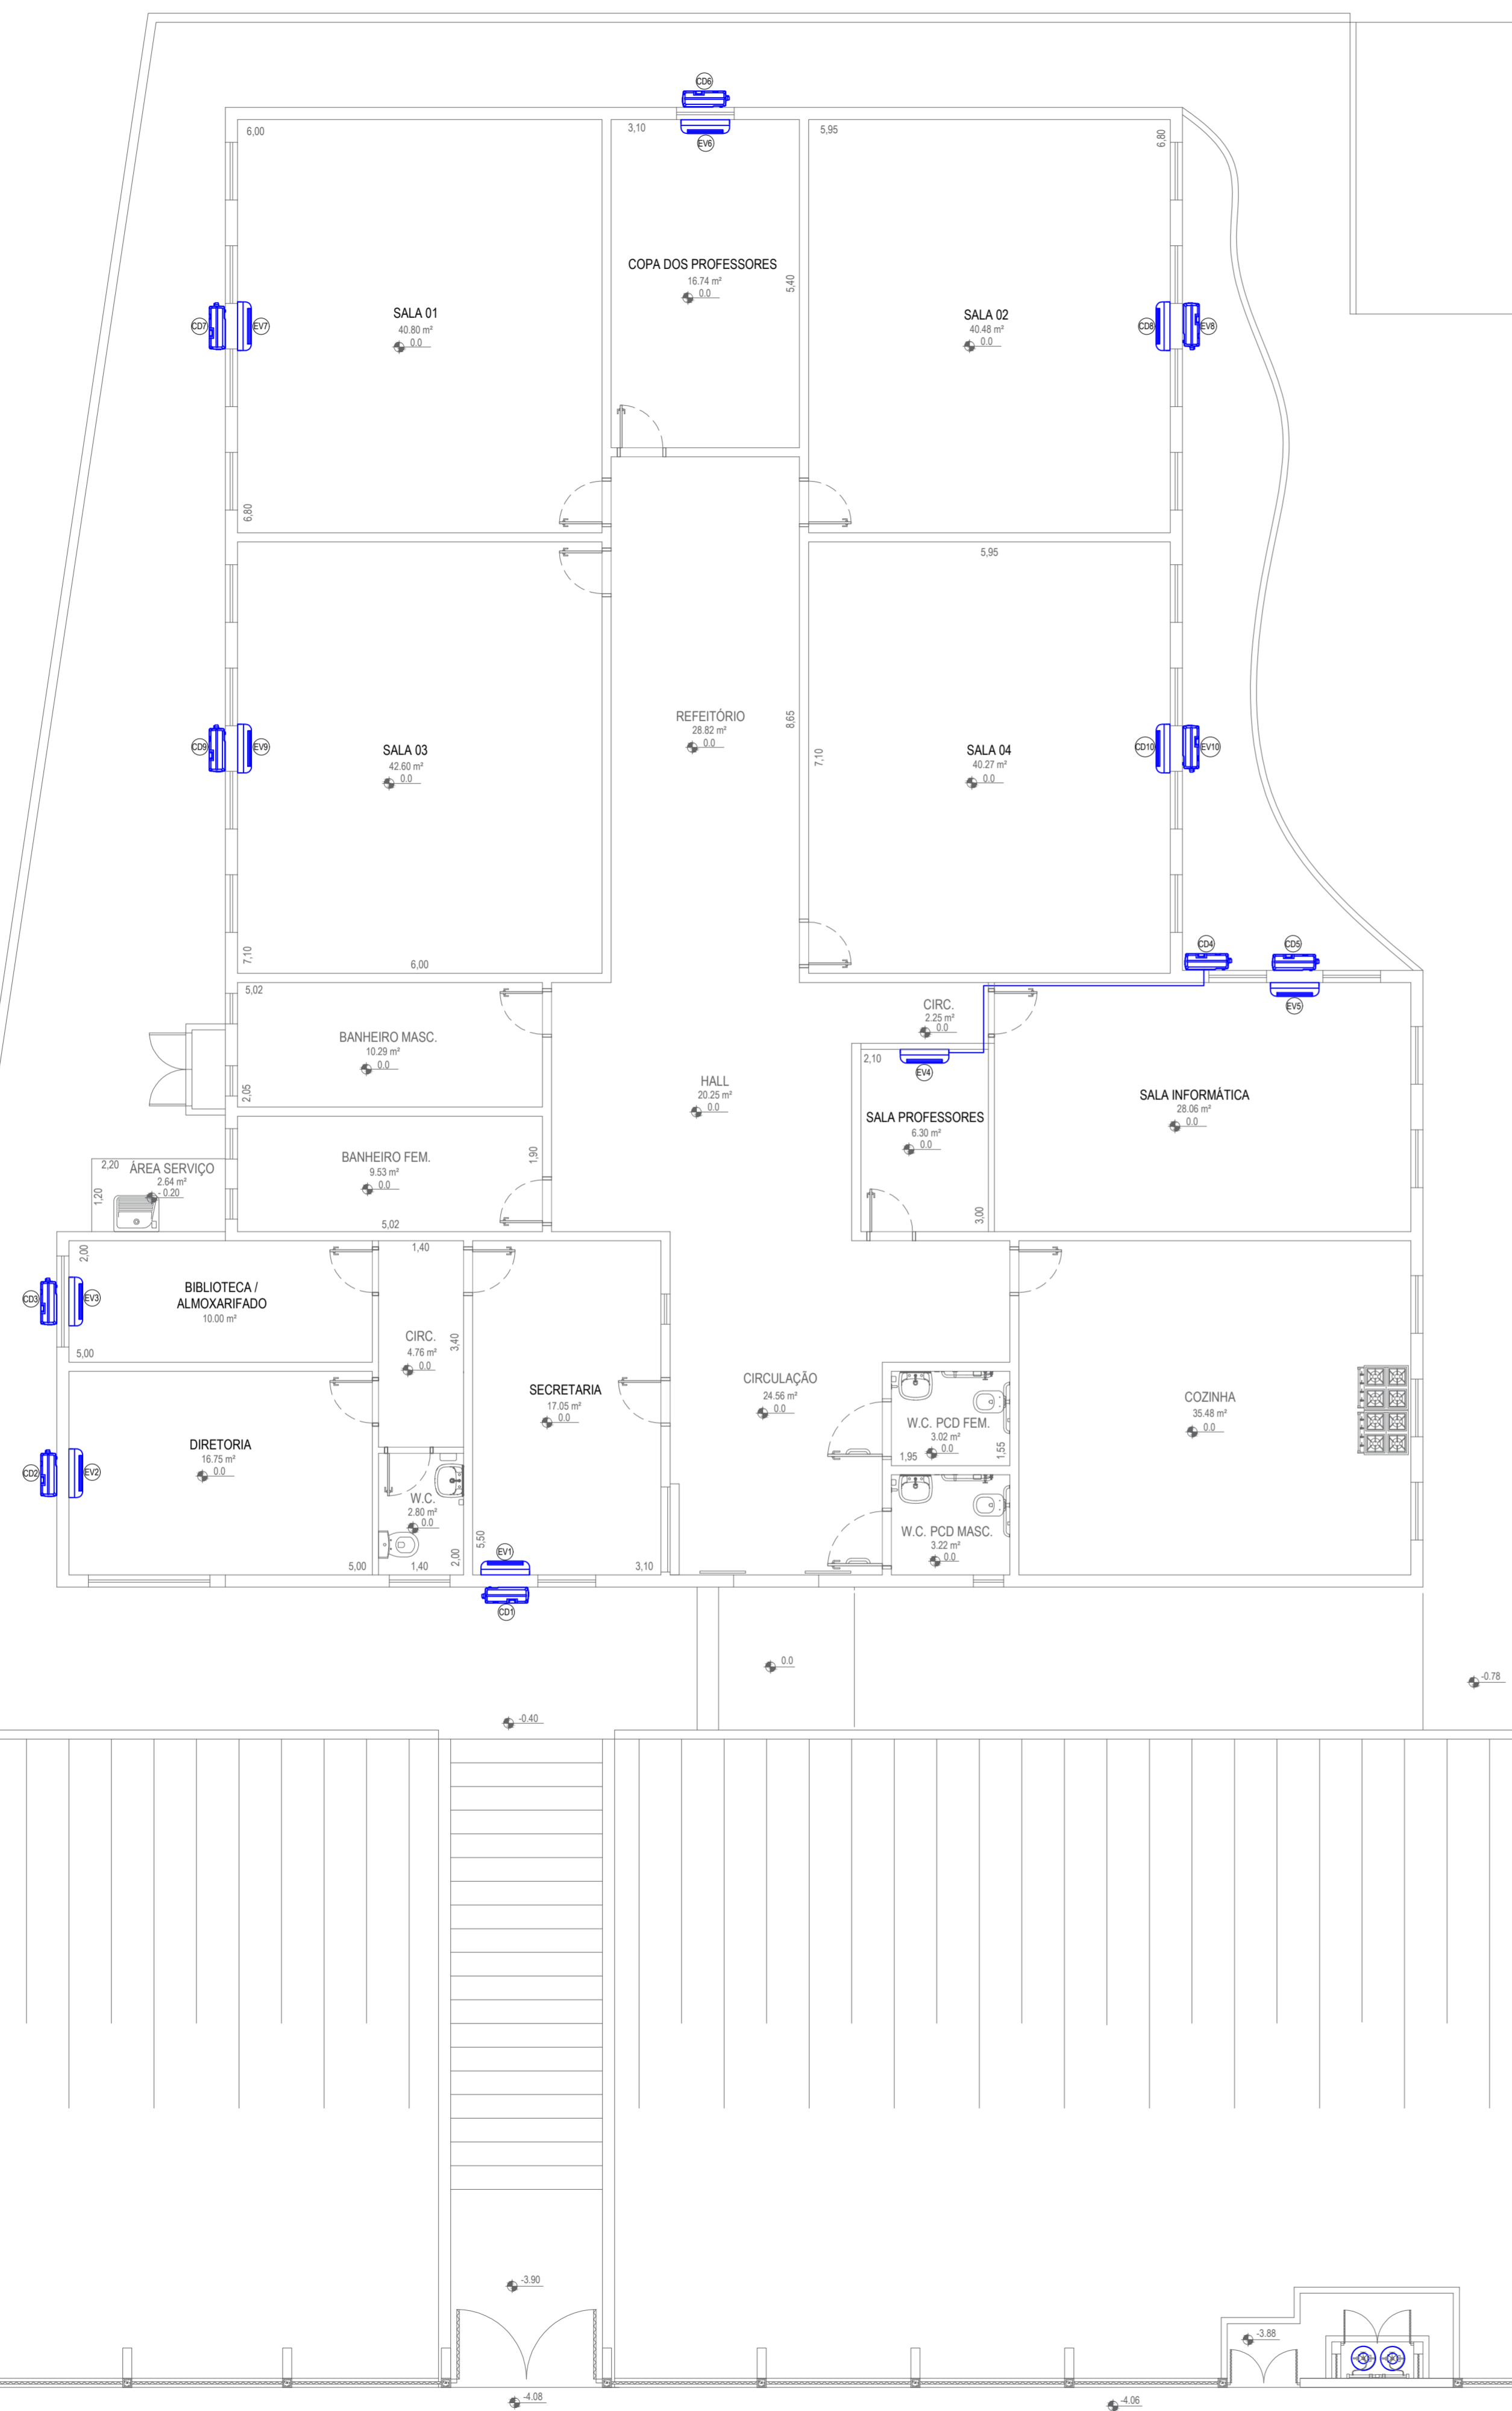 CD6
EV6
6,00
3,10
5,95
6,80
COPA DOS PROFESSORES
16.74 m²
0.0
5,40
SALA 01
40.80 m²
0.0
SALA 02
40.48 m²
0.0
CD7
EV7
CD8
EV8
6,80
5,95
REFEITÓRIO
28.82 m²
0.0
8,65
7,10
CD9
EV9
SALA 03
42.60 m²
0.0
SALA 04
40.27 m²
0.0
CD10
EV10
7,10
6,00
CD4
CD5
EV5
5,02
BANHEIRO MASC.
10.29 m²
0.0
2,05
CIRC.
2.25 m²
0.0
2,10
EV4
HALL
20.25 m²
0.0
SALA PROFESSORES
6.30 m²
0.0
3,00
SALA INFORMÁTICA
28.06 m²
0.0
BANHEIRO FEM.
9.53 m²
0.0
1,90
5,02
2,20
ÁREA SERVIÇO
2.64 m²
- 0.20
1,20
2,00
1,40
CD3
EV3
BIBLIOTECA /
ALMOXARIFADO
10.00 m²
5,00
CIRC.
4.76 m²
0.0
3,40
SECRETARIA
17.05 m²
0.0
CIRCULAÇÃO
24.56 m²
0.0
COZINHA
35.48 m²
0.0
W.C. PCD FEM.
3.02 m²
0.0
1,95
1,55
DIRETORIA
16.75 m²
0.0
CD2
EV2
W.C.
2.80 m²
0.0
W.C. PCD MASC.
3.22 m²
0.0
5,50
EV1
5,00
1,40
2,00
3,10
CD1
0.0
-0.78
-0.40
-3.90
-3.88
-4.08
-4.06